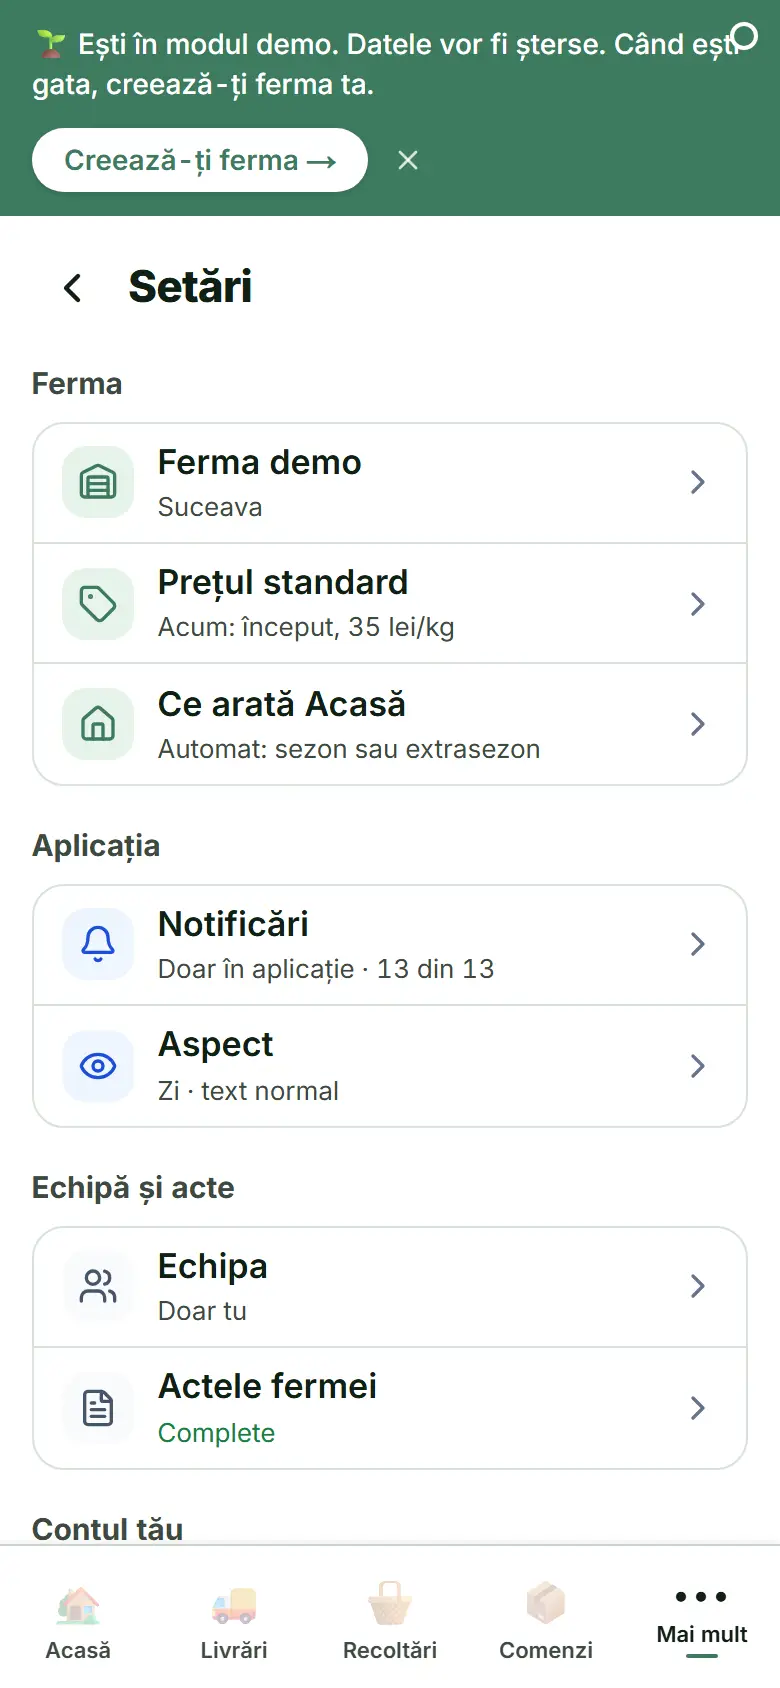 Ești în modul demo. Datele vor fi șterse. Când ești
gata, creează-ți ferma ta.
Creează-ți ferma →
Setări
Ferma
Ferma demo
Suceava
Prețul standard
Acum: început, 35 lei/kg
Ce arată Acasă
Automat: sezon sau extrasezon
Aplicația
Notificări
Doar în aplicație · 13 din 13
Aspect
Zi · text normal
Echipă și acte
Echipa
Doar tu
Actele fermei
Complete
Contul tău
Acasă
Livrări
Recoltări
Comenzi
Mai mult